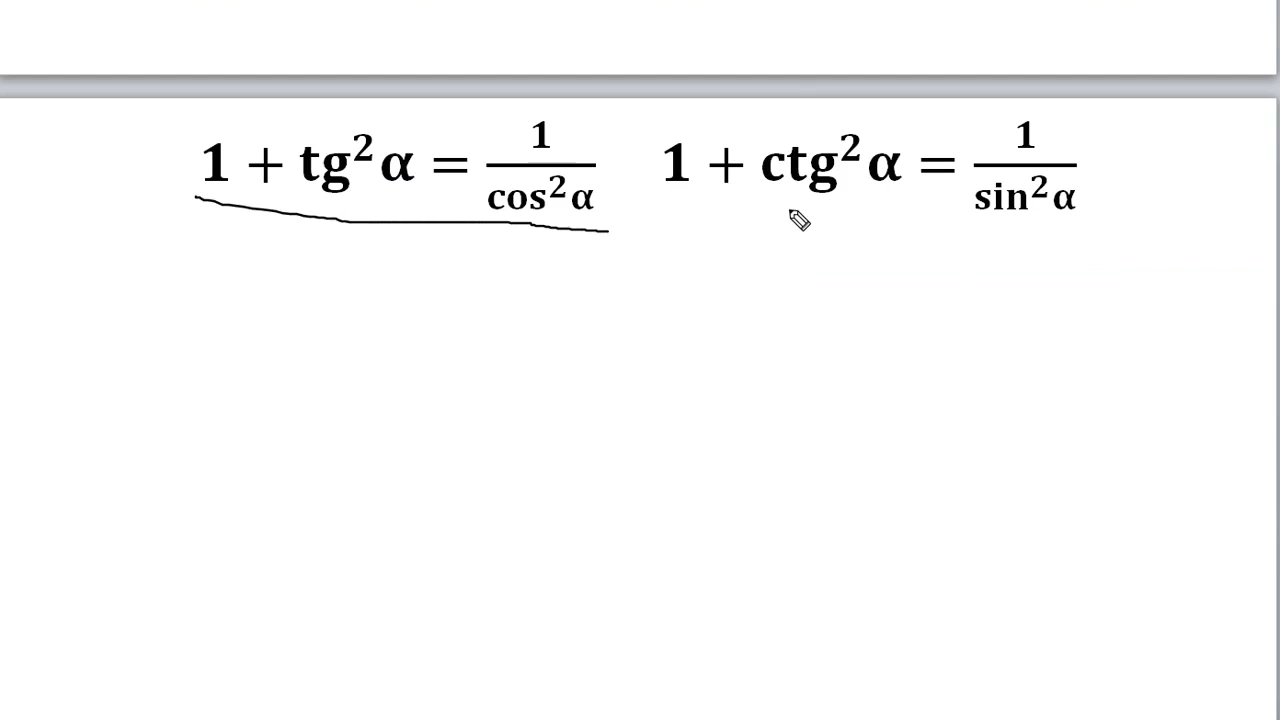 1 + tg²α = 1/cos²α   1 + ctg²α = 1/sin²α